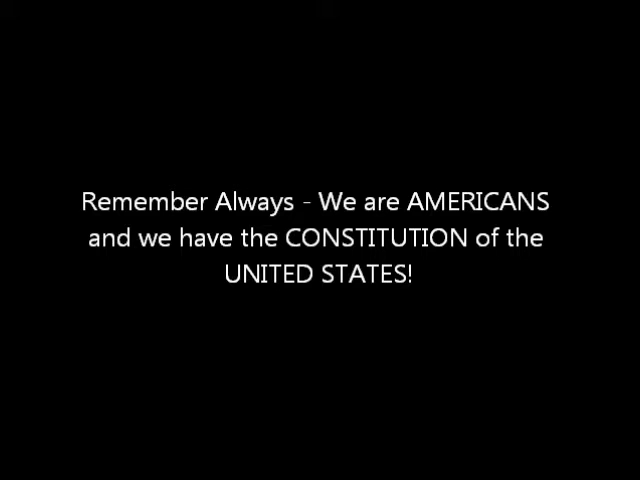 Remember Always - We are AMERICANS
and we have the CONSTITUTION of the
UNITED STATES!